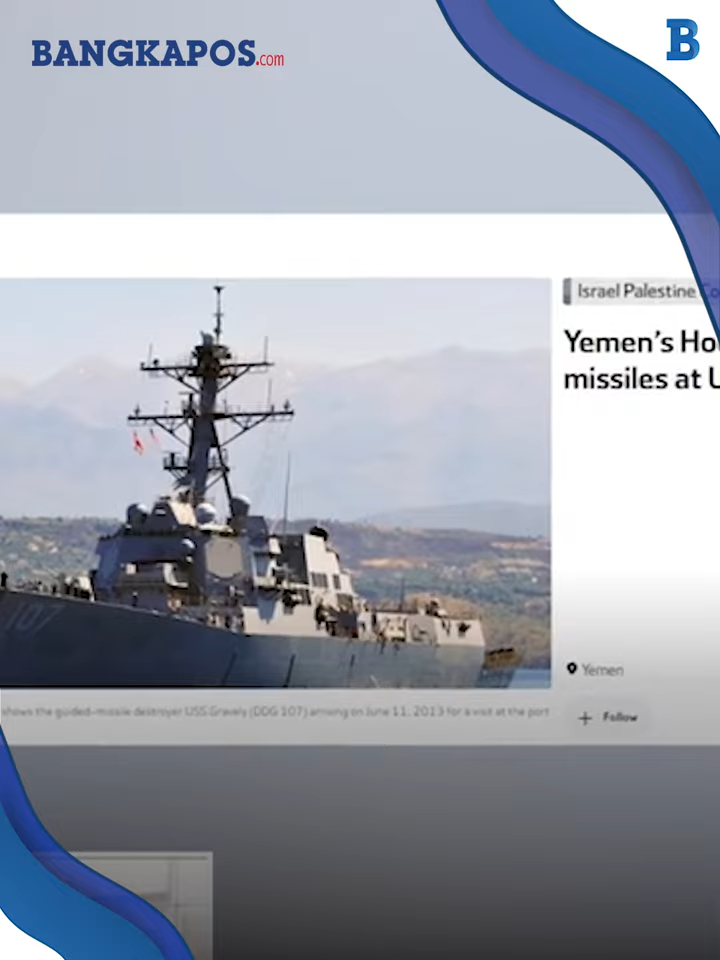 BANGKAPOS.com
B
Israel Palestine
Yemen's Ho
missiles at U
107
Yemen
shows the guided-missile destroyer USS Gravely (DDG 107) arriving on June 11, 2013 for a visit at the port
+ Follow